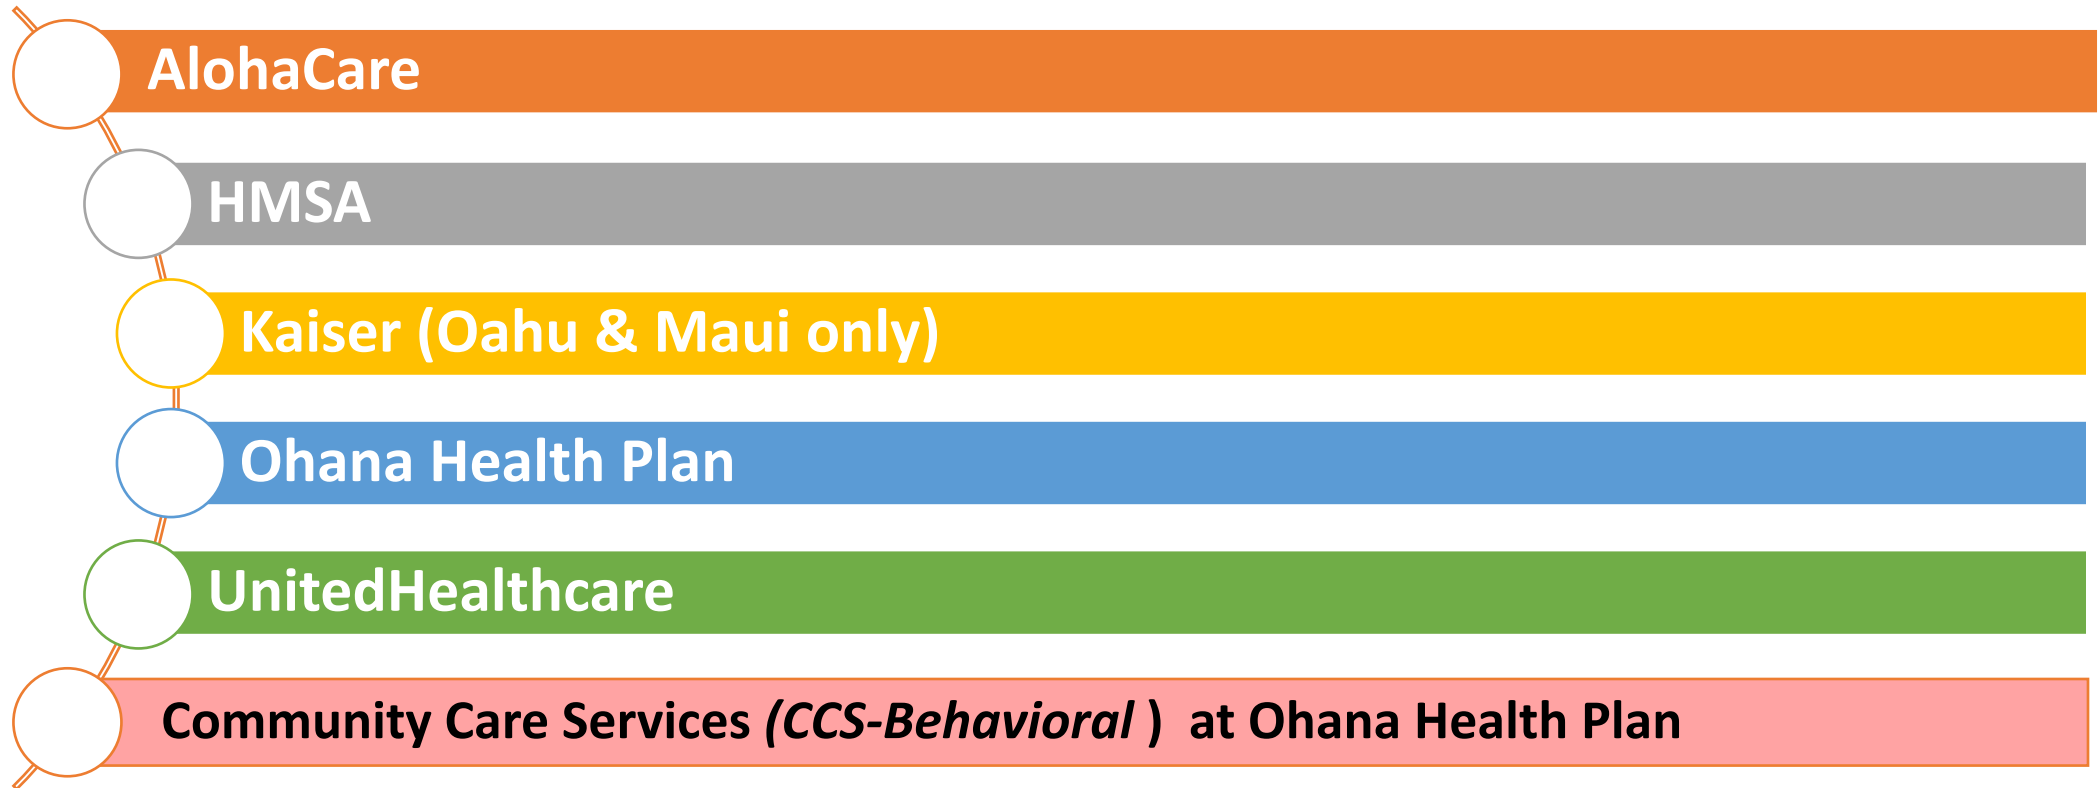 AlohaCare
HMSA
Kaiser (Oahu & Maui only)
Ohana Health Plan
UnitedHealthcare
Community Care Services (CCS-Behavioral )  at Ohana Health Plan